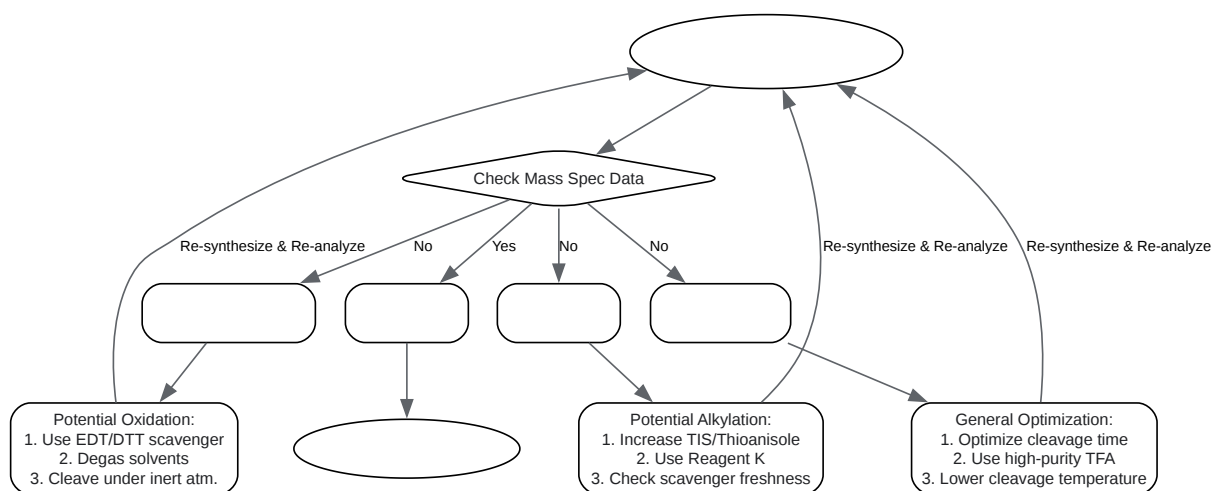 Check Mass Spec Data
Re-synthesize & Re-analyze
No
Yes
No
No
Re-synthesize & Re-analyze
Re-synthesize & Re-analyze
Potential Oxidation:
1. Use EDT/DTT scavenger
2. Degas solvents
3. Cleave under inert atm.
Potential Alkylation:
1. Increase TIS/Thioanisole
2. Use Reagent K
3. Check scavenger freshness
General Optimization:
1. Optimize cleavage time
2. Use high-purity TFA
3. Lower cleavage temperature